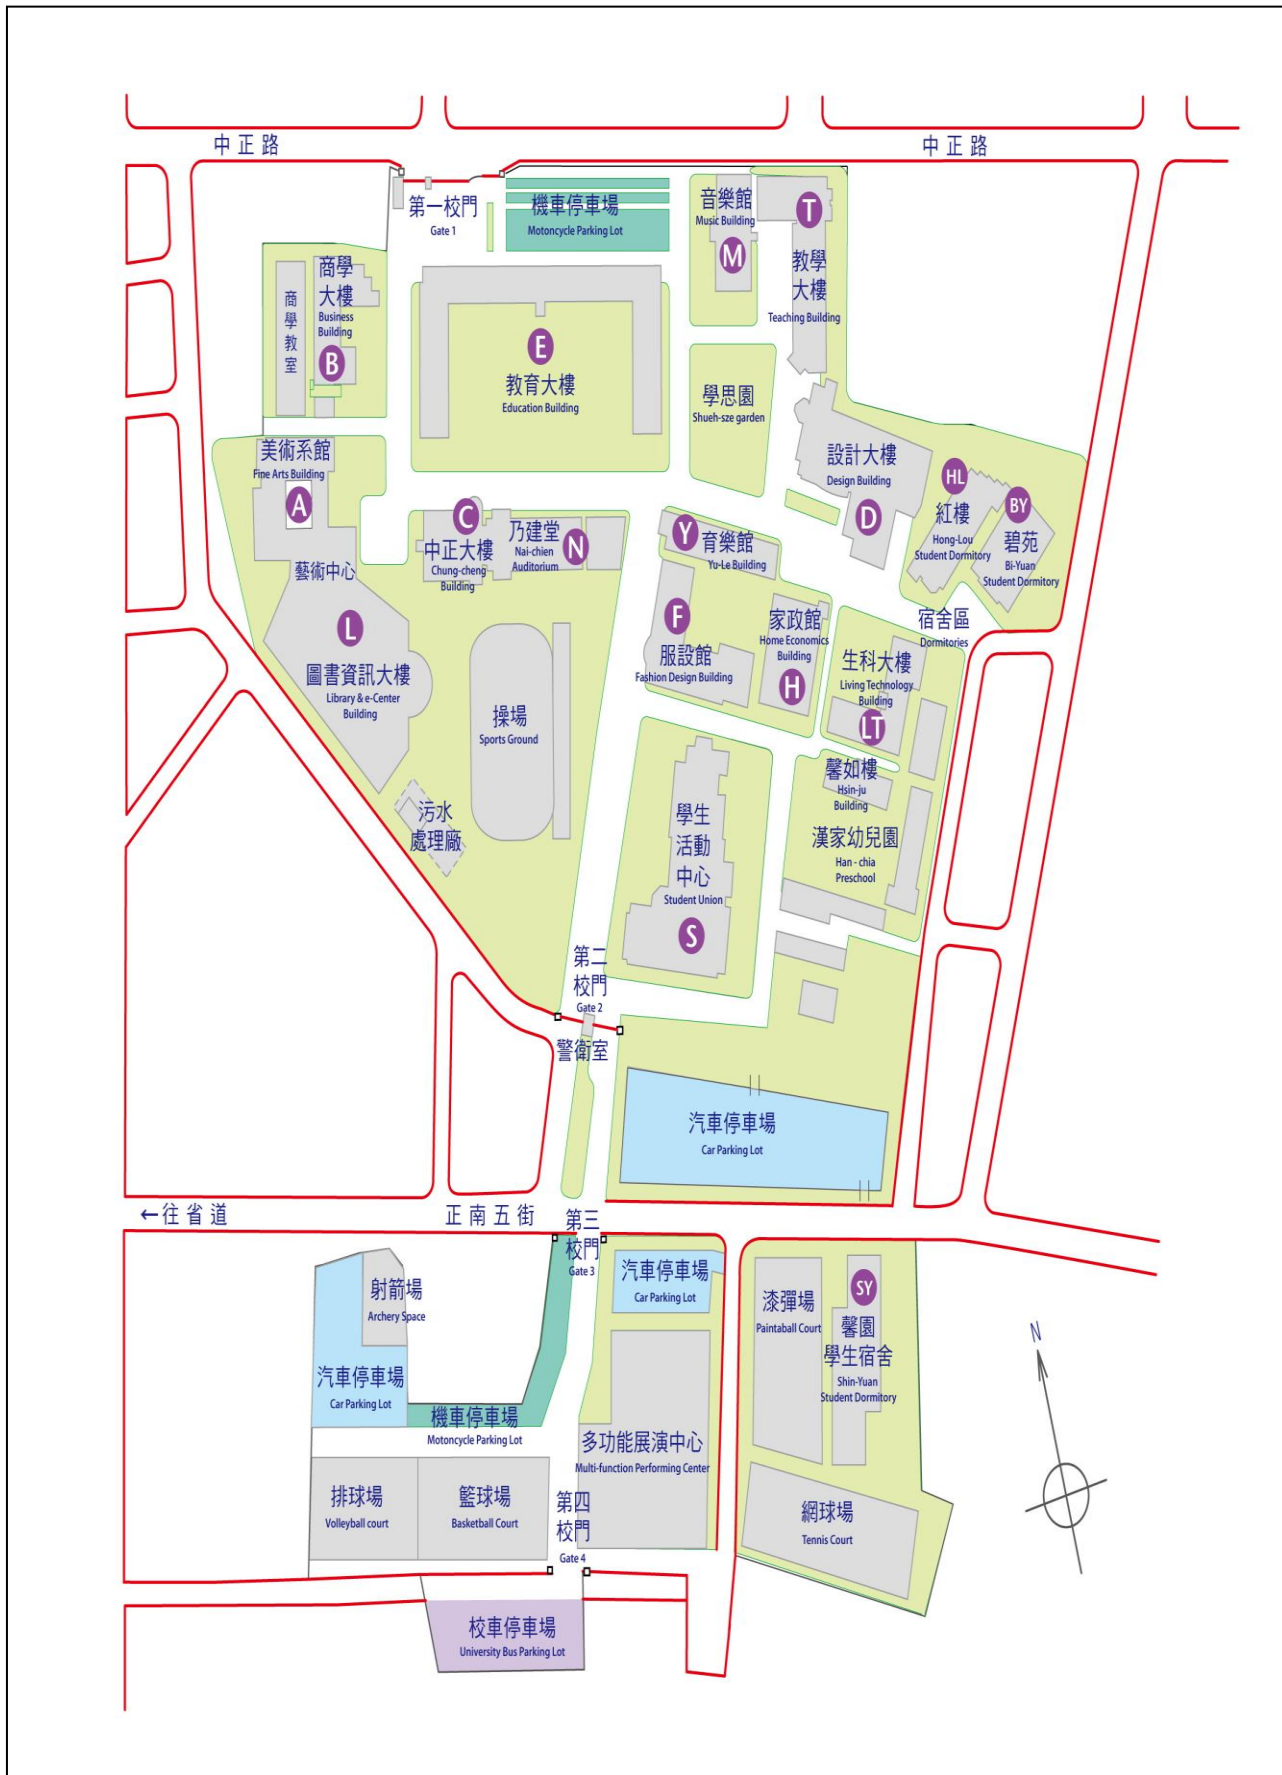 中正路
中正路
第一校門
Gate 1
機車停車場
Motoncycle Parking Lot
音樂館
Music Building
M
T
教學
大樓
Teaching Building
商學
大樓
Business
Building
B
商
學
教
室
E
教育大樓
Education Building
學思園
Shueh-sze garden
美術系館
Fine Arts Building
A
藝術中心
C
中正大樓
Chung-cheng
Building
乃建堂
Nai-chien
Auditorium
N
Y
育樂館
Yu-Le Building
設計大樓
Design Building
D
HL
紅樓
Hong-Lou
Student Dormitory
BY
碧苑
Bi-Yuan
Student Dormitory
宿舍區
Dormitories
L
圖書資訊大樓
Library & e-Center
Building
F
服設館
Fashion Design Building
家政館
Home Economics
Building
H
生科大樓
Living Technology
Building
LT
操場
Sports Ground
污水
處理廠
學生
活動
中心
Student Union
S
馨如樓
Hsin-ju
Building
漢家幼兒園
Han - chia
Preschool
第二
校門
Gate 2
警衛室
汽車停車場
Car Parking Lot
←往省道
正南五街
第三
校門
Gate 3
射箭場
Archery Space
汽車停車場
Car Parking Lot
汽車停車場
Car Parking Lot
機車停車場
Motoncycle Parking Lot
漆彈場
Paintaball Court
SY
馨園
學生宿舍
Shin-Yuan
Student Dormitory
N
多功能展演中心
Multi-function Performing Center
排球場
Volleyball court
籃球場
Basketball Court
第四
校門
Gate 4
網球場
Tennis Court
校車停車場
University Bus Parking Lot